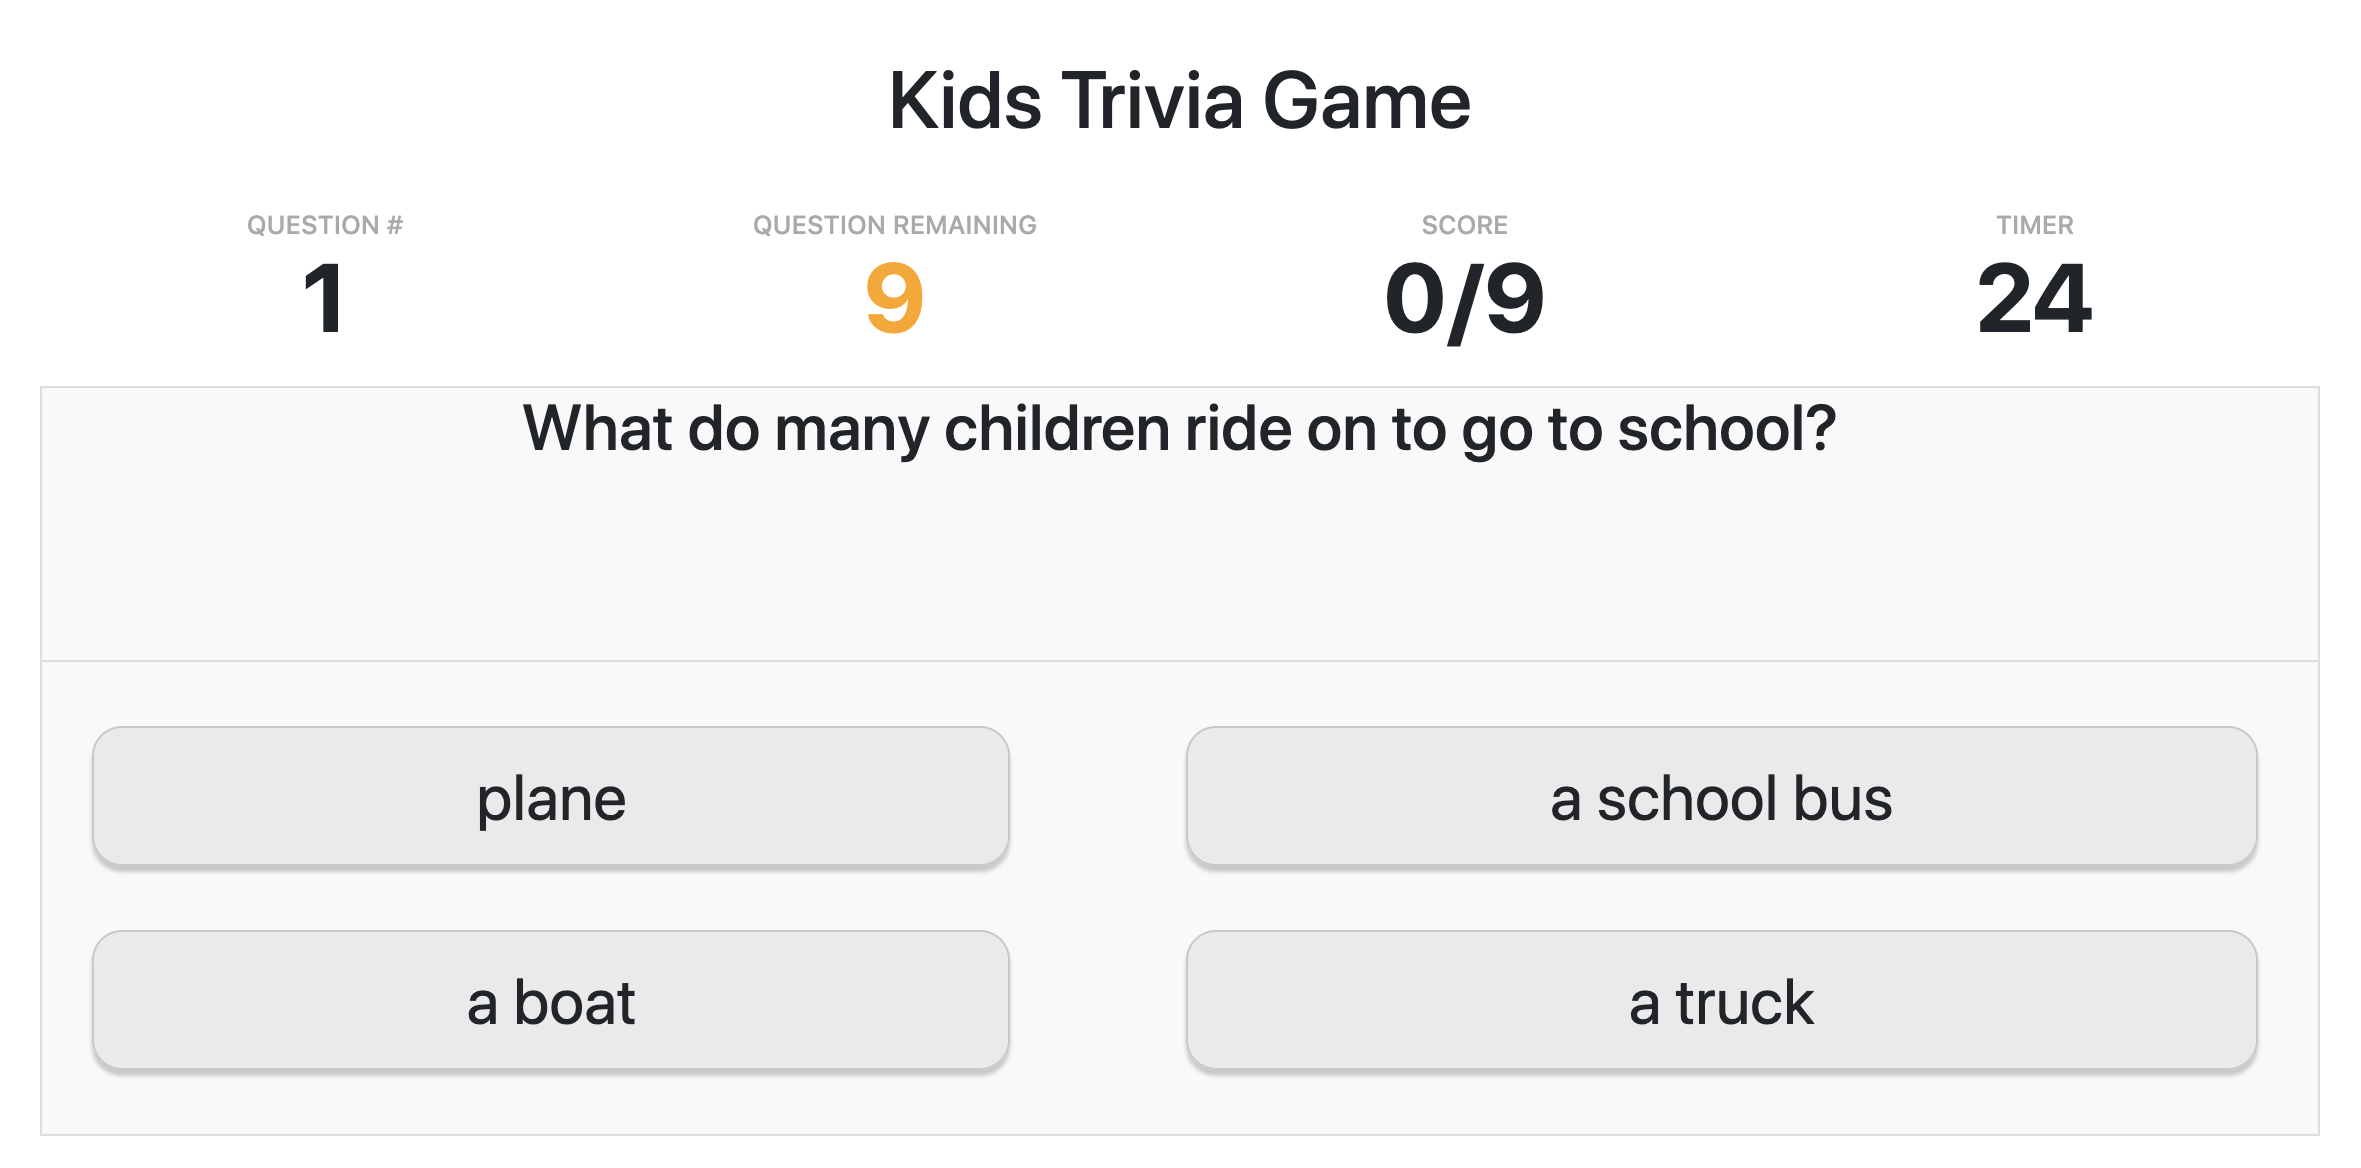 Kids Trivia Game
QUESTION #
1
QUESTION REMAINING
9
SCORE
0/9
TIMER
24
What do many children ride on to go to school?
plane
a school bus
a boat
a truck